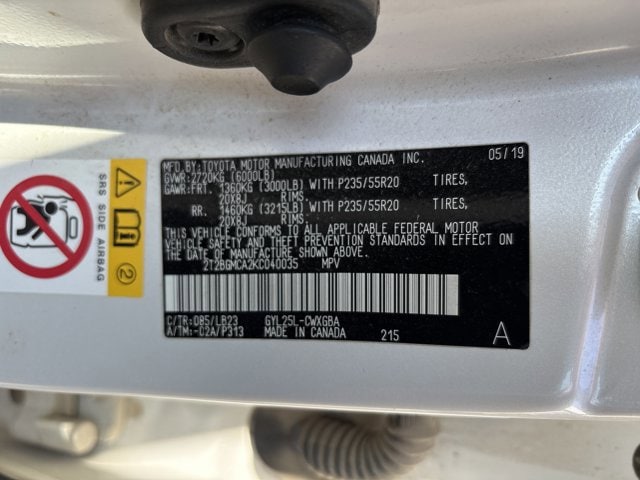 MFD.BY:TOYOTA MOTOR MANUFACTURING CANADA INC. 05/19
GVWR:2720KG (6000LB)
GAWR:FRT. 1360KG (3000LB) WITH P235/55R20 TIRES,
20X8J RIMS.
RR. 1460KG (3215LB) WITH P235/55R20 TIRES,
20X8J RIMS.
THIS VEHICLE CONFORMS TO ALL APPLICABLE FEDERAL MOTOR
VEHICLE SAFETY AND THEFT PREVENTION STANDARDS IN EFFECT ON
THE DATE OF MANUFACTURE SHOWN ABOVE.
2T2BGMCA2KC040035 MPV
C/TR:085/LB23 GYL25L-CWXGBA
A/TM:-02A/P313 MADE IN CANADA 215 A
SRS SIDE AIRBAG
2